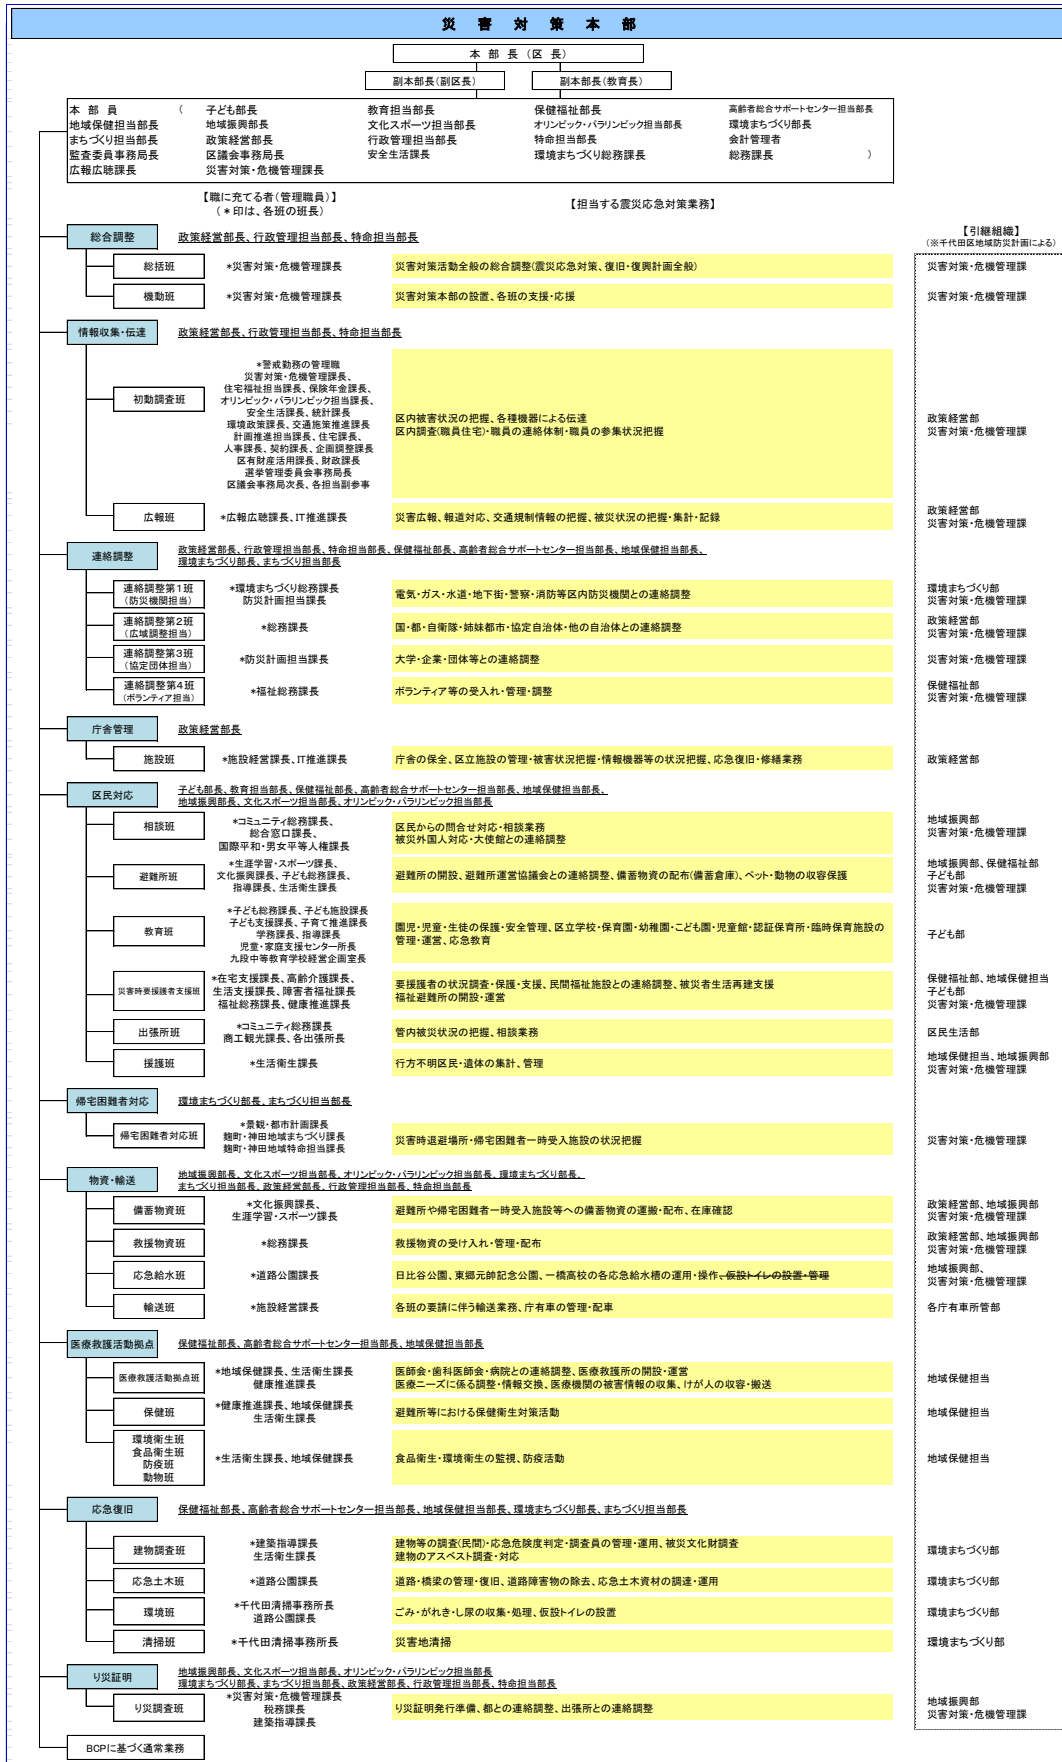 災害対策本部
本部長(区長)
副本部長(副区長) 副本部長(教育長)
本部員 ( 子ども部長 教育担当部長 保健福祉部長 高齢者総合サポートセンター担当部長
地域保健担当部長 地域振興部長 文化スポーツ担当部長 オリンピック・パラリンピック担当部長 環境まちづくり部長
まちづくり担当部長 政策経営部長 行政管理担当部長 特命担当部長 会計管理者
監査委員事務局長 区議会事務局長 安全生活課長 環境まちづくり総務課長 総務課長 )
広報広聴課長 災害対策・危機管理課長
【職に充てる者(管理職員)】
(*印は、各班の班長)
【担当する震災応急対策業務】
【引継組織】
(※千代田区地域防災計画による)
総合調整 政策経営部長、行政管理担当部長、特命担当部長
総括班 *災害対策・危機管理課長 災害対策活動全般の総合調整(震災応急対策、復旧・復興計画全般) 災害対策・危機管理課
機動班 *災害対策・危機管理課長 災害対策本部の設置、各班の支援・応援 災害対策・危機管理課
情報収集・伝達 政策経営部長、行政管理担当部長、特命担当部長
初動調査班
*警戒勤務の管理職
災害対策・危機管理課長、
住宅福祉担当課長、保険年金課長、
オリンピック・パラリンピック担当課長、
安全生活課長、統計課長
環境政策課長、交通施策推進課長
計画推進担当課長、住宅課長、
人事課長、契約課長、企画調整課長
区有財産活用課長、財政課長
選挙管理委員会事務局長
区議会事務局次長、各担当副参事
区内被害状況の把握、各種機器による伝達
区内調査(職員住宅)・職員の連絡体制・職員の参集状況把握
政策経営部
災害対策・危機管理課
広報班 *広報広聴課長、IT推進課長 災害広報、報道対応、交通規制情報の把握、被災状況の把握・集計・記録
政策経営部
災害対策・危機管理課
連絡調整
政策経営部長、行政管理担当部長、特命担当部長、保健福祉部長、高齢者総合サポートセンター担当部長、地域保健担当部長、
環境まちづくり部長、まちづくり担当部長
連絡調整第1班
(防災機関担当)
*環境まちづくり総務課長
防災計画担当課長
電気・ガス・水道・地下街・警察・消防等区内防災機関との連絡調整
環境まちづくり部
災害対策・危機管理課
連絡調整第2班
(広域調整担当)
*総務課長
国・都・自衛隊・姉妹都市・協定自治体・他の自治体との連絡調整
政策経営部
災害対策・危機管理課
連絡調整第3班
(協定団体担当)
*防災計画担当課長
大学・企業・団体等との連絡調整
災害対策・危機管理課
連絡調整第4班
(ボランティア担当)
*福祉総務課長
ボランティア等の受入れ・管理・調整
保健福祉部
災害対策・危機管理課
庁舎管理 政策経営部長
施設班 *施設経営課長、IT推進課長 庁舎の保全、区立施設の管理・被害状況把握・情報機器等の状況把握、応急復旧・修繕業務 政策経営部
区民対応
子ども部長、教育担当部長、保健福祉部長、高齢者総合サポートセンター担当部長、地域保健担当部長、
地域振興部長、文化スポーツ担当部長、オリンピック・パラリンピック担当部長
相談班
*コミュニティ総務課長、
総合窓口課長、
国際平和・男女平等人権課長
区民からの問合せ対応・相談業務
被災外国人対応・大使館との連絡調整
地域振興部
災害対策・危機管理課
避難所班
*生涯学習・スポーツ課長、
文化振興課長、子ども総務課長、
指導課長、生活衛生課長
避難所の開設、避難所運営協議会との連絡調整、備蓄物資の配布(備蓄倉庫)、ペット・動物の収容保護
地域振興部、保健福祉部
子ども部
災害対策・危機管理課
教育班
*子ども総務課長、子ども施設課長
子ども支援課長、子育て推進課長
学務課長、指導課長
児童・家庭支援センター所長
九段中等教育学校経営企画室長
園児・児童・生徒の保護・安全管理、区立学校・保育園・幼稚園・こども園・児童館・認証保育所・臨時保育施設の
管理・運営、応急教育
子ども部
災害時要援護者支援班
*在宅支援課長、高齢介護課長、
生活支援課長、障害者福祉課長
福祉総務課長、健康推進課長
要援護者の状況調査・保護・支援、民間福祉施設との連絡調整、被災者生活再建支援
福祉避難所の開設・運営
保健福祉部、地域保健担当
子ども部
災害対策・危機管理課
出張所班
*コミュニティ総務課長
商工観光課長、各出張所長
管内被災状況の把握、相談業務
区民生活部
援護班 *生活衛生課長 行方不明区民・遺体の集計、管理
地域保健担当、地域振興部
災害対策・危機管理課
帰宅困難者対応 環境まちづくり部長、まちづくり担当部長
帰宅困難者対応班
*景観・都市計画課長
麹町・神田地域まちづくり課長
麹町・神田地域特命担当課長
災害時退避場所・帰宅困難者一時受入施設の状況把握
災害対策・危機管理課
物資・輸送
地域振興部長、文化スポーツ担当部長、オリンピック・パラリンピック担当部長、環境まちづくり部長、
まちづくり担当部長、政策経営部長、行政管理担当部長、特命担当部長
備蓄物資班
*文化振興課長、
生涯学習・スポーツ課長
避難所や帰宅困難者一時受入施設等への備蓄物資の運搬・配布、在庫確認
政策経営部、地域振興部
災害対策・危機管理課
救援物資班 *総務課長 救援物資の受け入れ・管理・配布
政策経営部、地域振興部
災害対策・危機管理課
応急給水班 *道路公園課長 日比谷公園、東郷元帥記念公園、一橋高校の各応急給水槽の運用・操作、仮設トイレの設置・管理
地域振興部、
災害対策・危機管理課
輸送班 *施設経営課長 各班の要請に伴う輸送業務、庁有車の管理・配車 各庁有車所管部
医療救護活動拠点 保健福祉部長、高齢者総合サポートセンター担当部長、地域保健担当部長
医療救護活動拠点班
*地域保健課長、生活衛生課長
健康推進課長
医師会・歯科医師会・病院との連絡調整、医療救護所の開設・運営
医療ニーズに係る調整・情報交換、医療機関の被害情報の収集、けが人の収容・搬送
地域保健担当
保健班
*健康推進課長、地域保健課長
生活衛生課長
避難所等における保健衛生対策活動
地域保健担当
環境衛生班
食品衛生班
防疫班
動物班
*生活衛生課長、地域保健課長
食品衛生・環境衛生の監視、防疫活動
地域保健担当
応急復旧 保健福祉部長、高齢者総合サポートセンター担当部長、地域保健担当部長、環境まちづくり部長、まちづくり担当部長
建物調査班
*建築指導課長
生活衛生課長
建物等の調査(民間)・応急危険度判定・調査員の管理・運用、被災文化財調査
建物のアスベスト調査・対応
環境まちづくり部
応急土木班 *道路公園課長 道路・橋梁の管理・復旧、道路障害物の除去、応急土木資材の調達・運用 環境まちづくり部
環境班
*千代田清掃事務所長
道路公園課長
ごみ・がれき・し尿の収集・処理、仮設トイレの設置
環境まちづくり部
清掃班 *千代田清掃事務所長 災害地清掃 環境まちづくり部
り災証明
地域振興部長、文化スポーツ担当部長、オリンピック・パラリンピック担当部長
環境まちづくり部長、まちづくり担当部長、政策経営部長、行政管理担当部長、特命担当部長
り災調査班
*災害対策・危機管理課長
税務課長
建築指導課長
り災証明発行準備、都との連絡調整、出張所との連絡調整
地域振興部
災害対策・危機管理課
BCPに基づく通常業務